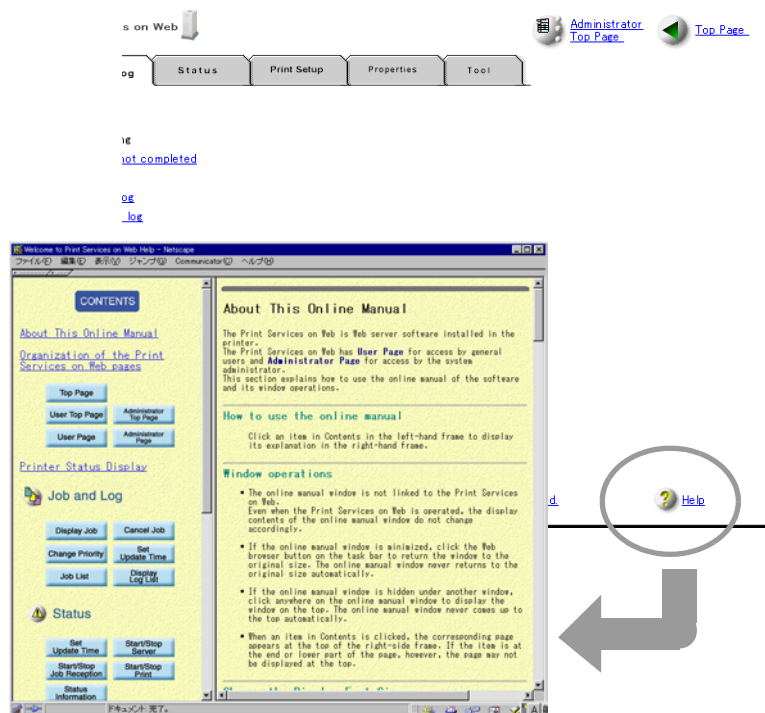 s on Web
Administrator
Top Page
Top Page
og
Status
Print Setup
Properties
Tool
ng
not completed
og
log
Welcome to Print Services on Web Help - Netscape
ファイル(F) 編集(E) 表示(V) ジャンプ(G) Communicator(C) ヘルプ(H)
CONTENTS
About This Online Manual
Organization of the Print
Services on Web pages
Top Page
User Top Page
Administrator
Top Page
User Page
Administrator
Page
Printer Status Display
Job and Log
Display Job
Cancel Job
Change Priority
Set
Update Time
Job List
Display
Log List
Status
Set
Update Time
Start/Stop
Server
Start/Stop
Job Reception
Start/Stop
Print
Status
Information
About This Online Manual
The Print Services on Web is Web server software installed in the
printer.
The Print Services on Web has User Page for access by general
users and Administrator Page for access by the system
administrator.
This section explains how to use the online manual of the software
and its window operations.
How to use the online manual
Click an item in Contents in the left-hand frame to display
its explanation in the right-hand frame.
Window operations
• The online manual window is not linked to the Print Services
on Web.
Even when the Print Services on Web is operated, the display
contents of the online manual window do not change
accordingly.
• If the online manual window is minimized, click the Web
browser button on the task bar to return the window to the
original size. The online manual window never returns to the
original size automatically.
• If the online manual window is hidden under another window,
click anywhere on the online manual window to display the
window on the top. The online manual window never comes up to
the top automatically.
• When an item in Contents is clicked, the corresponding page
appears at the top of the right-side frame. If the item is at
the end or lower part of the page, however, the page may not
be displayed at the top.
ドキュメント:完了。
d.
Help